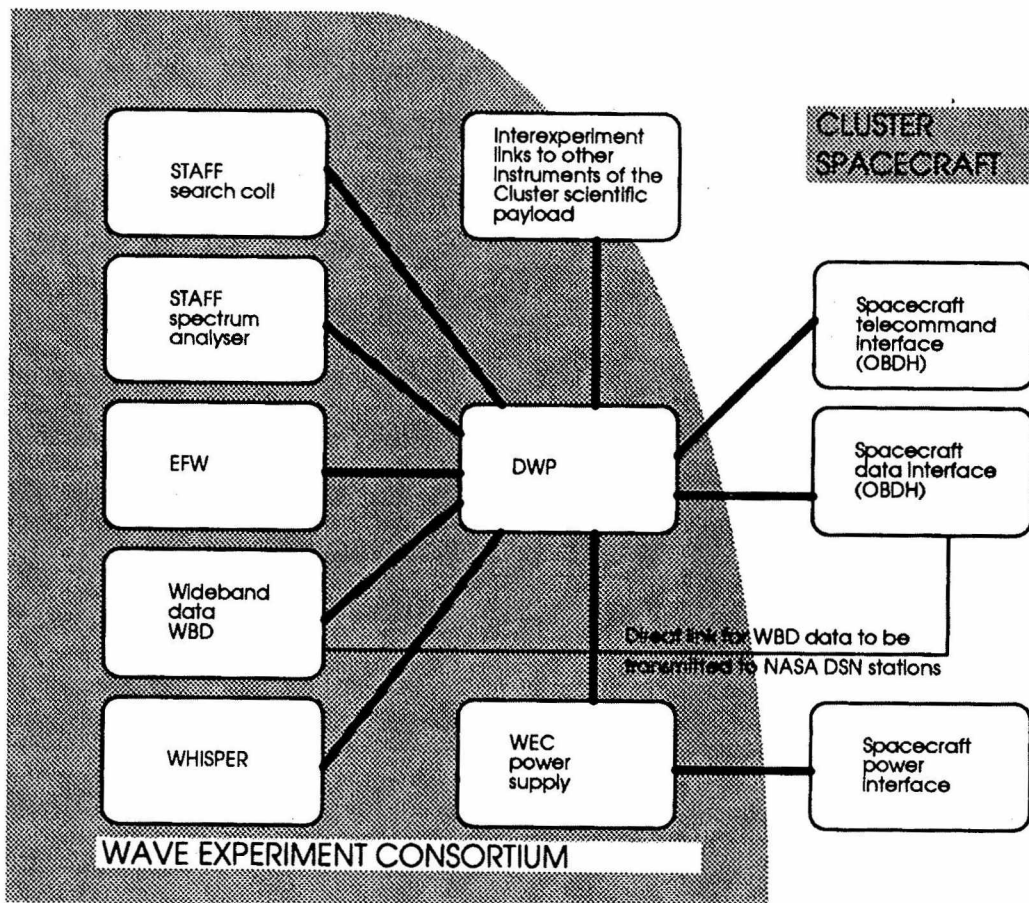 STAFF
search coil
Interexperiment
links to other
Instruments of the
Cluster scientific
payload
CLUSTER
SPACECRAFT
STAFF
spectrum
analyser
Spacecraft
telecommand
Interface
(OBDH)
EFW
DWP
Spacecraft
data Interface
(OBDH)
Wideband
data
WBD
Direct link for WBD data to be
transmitted to NASA DSN stations
WHISPER
WEC
power
supply
Spacecraft
power
interface
WAVE EXPERIMENT CONSORTIUM